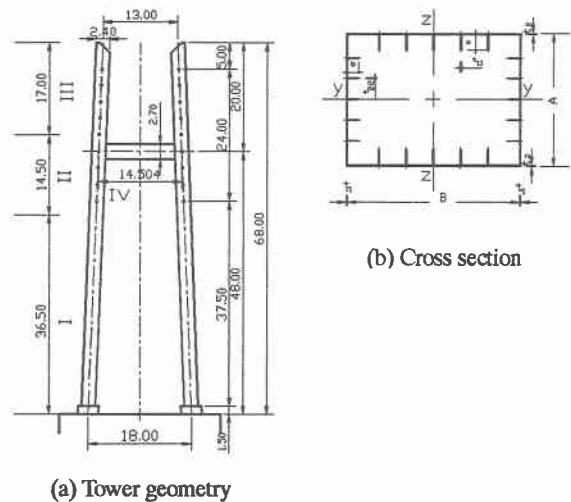 13.00
2.40
17.00
III
5.00
20.00
24.00
2.70
14.50
II
14.504
IV
68.00
36.50
I
37.50
48.00
18.00
1.50
(a) Tower geometry
Z
Y
Y
A
Z
B
(b) Cross section